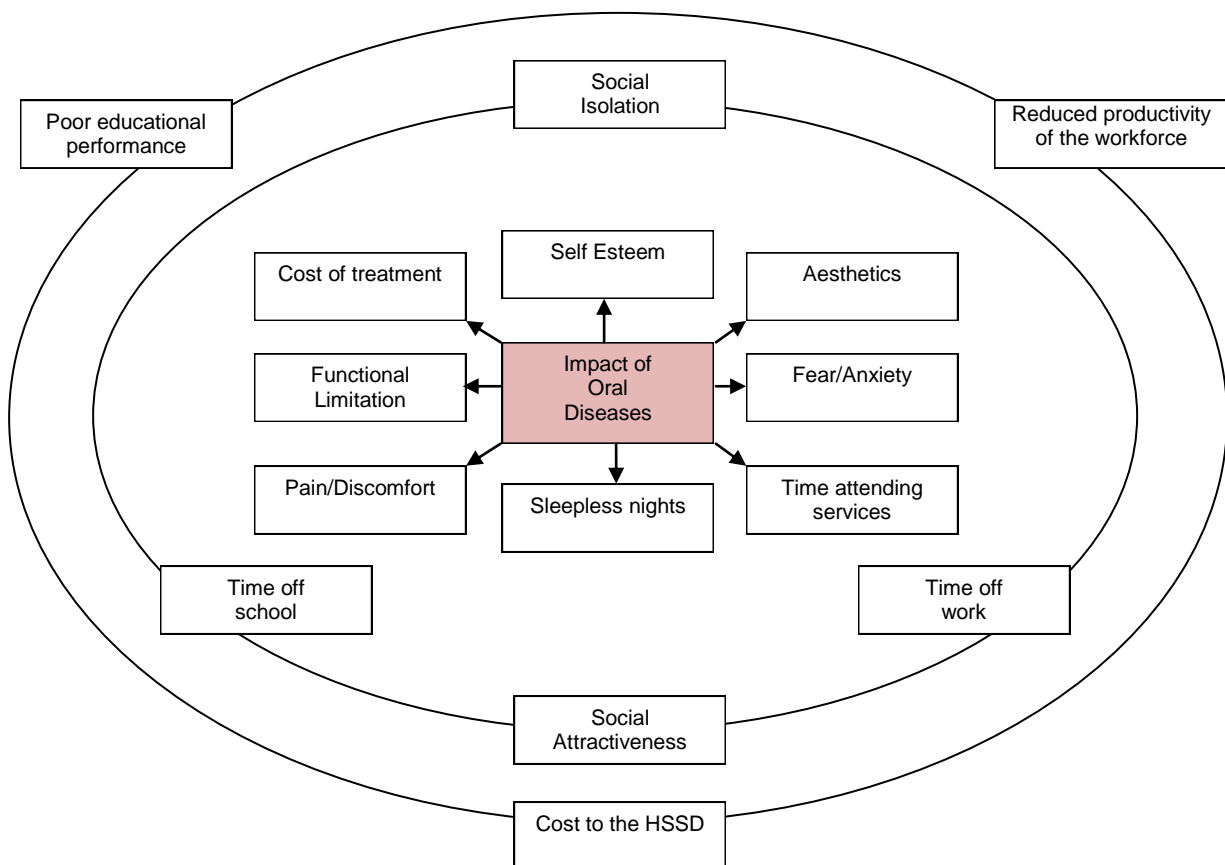 Social
Isolation
Poor educational
performance
Reduced productivity
of the workforce
Self Esteem
Cost of treatment
Aesthetics
Impact of
Oral
Diseases
Functional
Limitation
Fear/Anxiety
Pain/Discomfort
Sleepless nights
Time attending
services
Time off
school
Time off
work
Social
Attractiveness
Cost to the HSSD